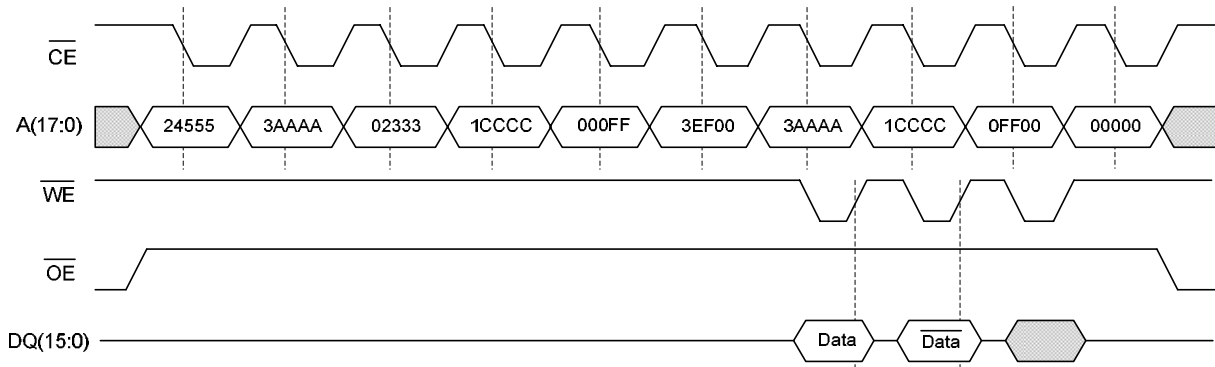 CE
A(17:0) 24555 3AAAA 02333 1CCCC 000FF 3EF00 3AAAA 1CCCC 0FF00 00000
WE
OE
DQ(15:0) Data Data